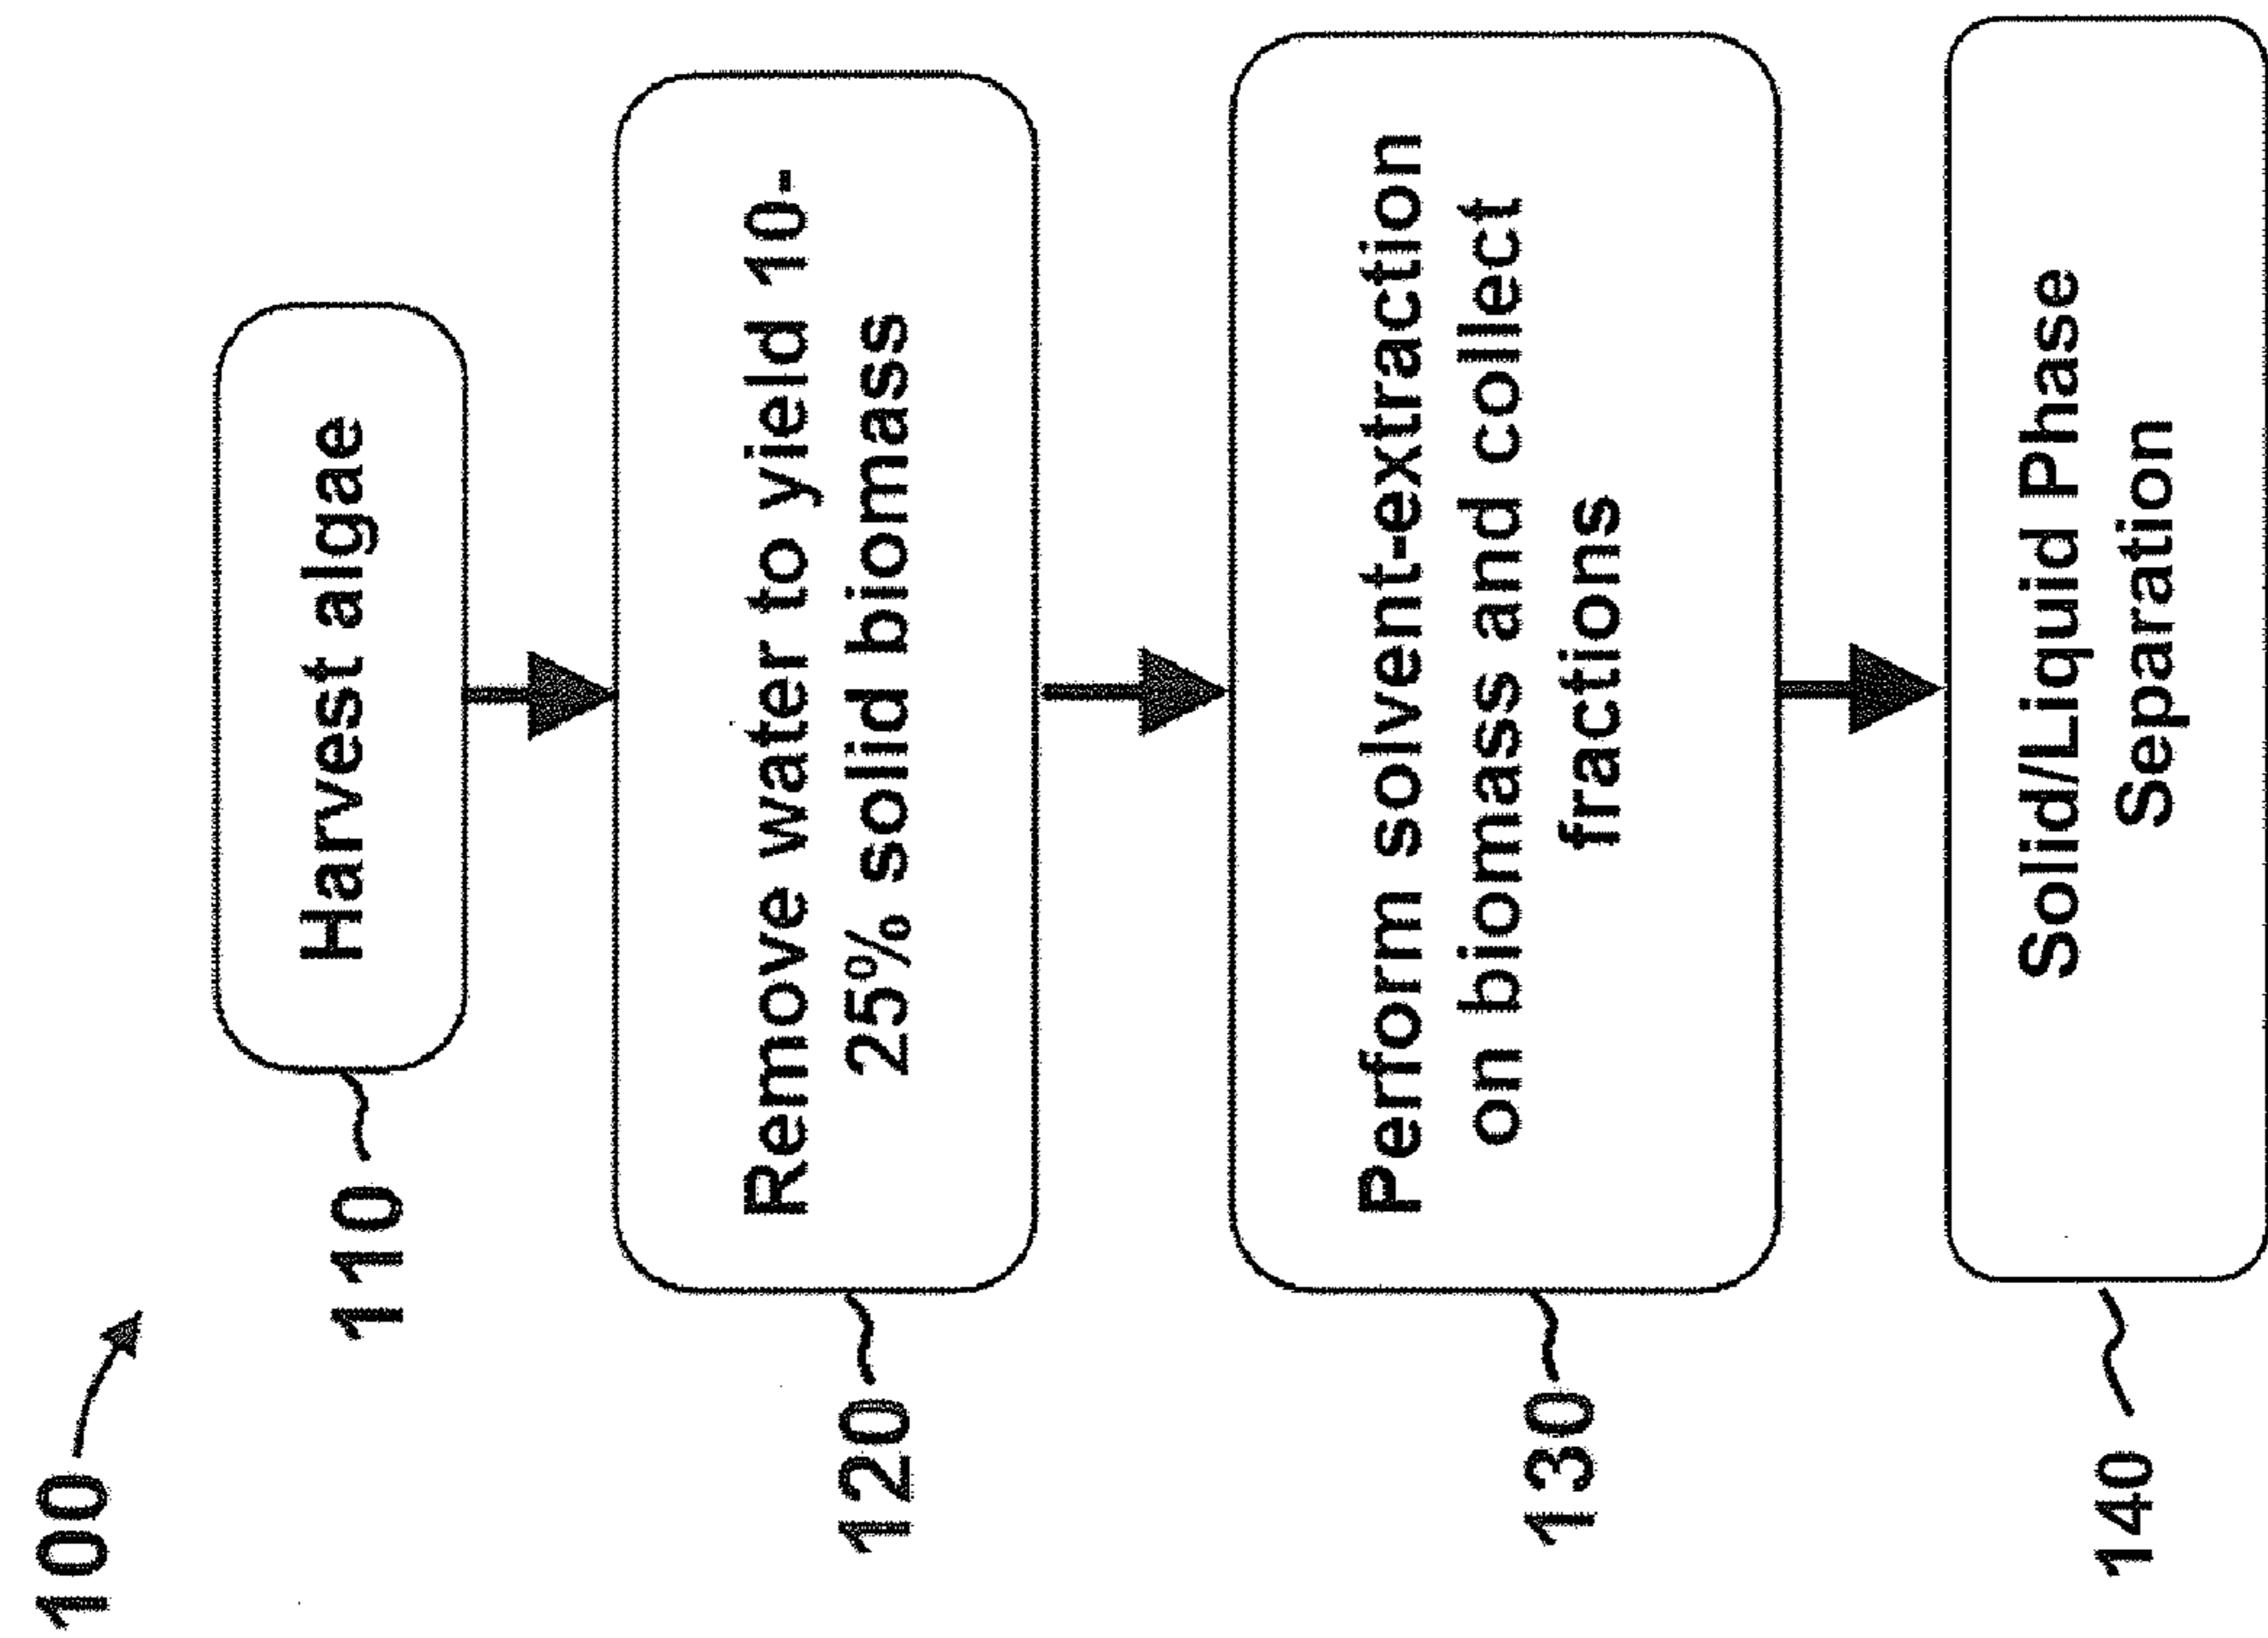 100
110
Harvest algae
120
Remove water to yield 10-
25% solid biomass
130
Perform solvent-extraction
on biomass and collect
fractions
140
Solid/Liquid Phase
Separation